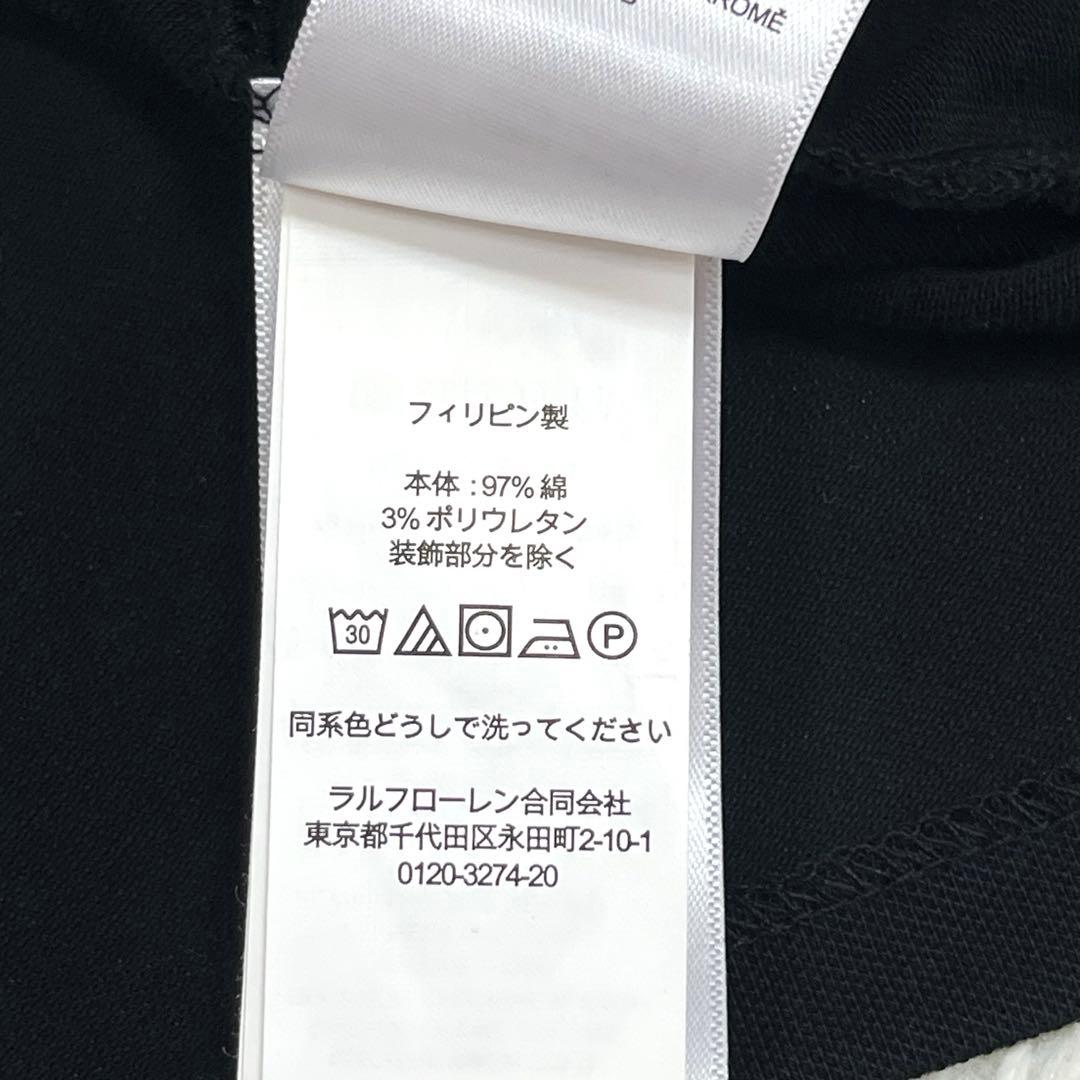 フィリピン製
本体 : 97% 綿
3% ポリウレタン
装飾部分を除く
30 P
同系色どうしで洗ってください
ラルフローレン合同会社
東京都千代田区永田町2-10-1
0120-3274-20